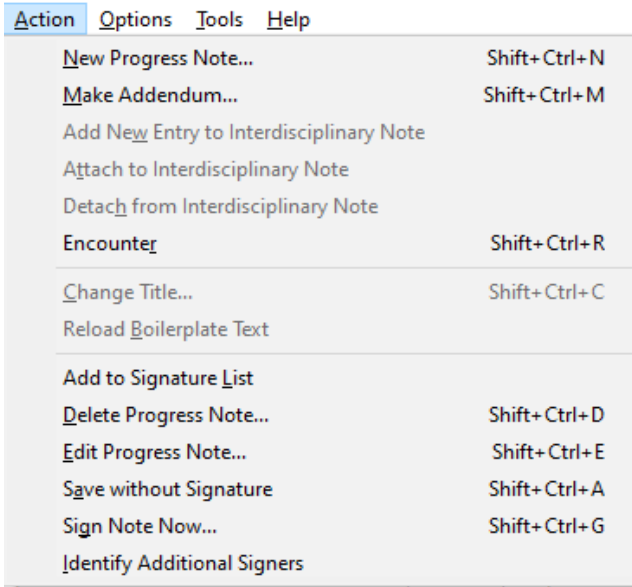 Action Options Tools Help
New Progress Note... Shift+Ctrl+N
Make Addendum... Shift+Ctrl+M
Add New Entry to Interdisciplinary Note
Attach to Interdisciplinary Note
Detach from Interdisciplinary Note
Encounter Shift+Ctrl+R
Change Title... Shift+Ctrl+C
Reload Boilerplate Text
Add to Signature List
Delete Progress Note... Shift+Ctrl+D
Edit Progress Note... Shift+Ctrl+E
Save without Signature Shift+Ctrl+A
Sign Note Now... Shift+Ctrl+G
Identify Additional Signers